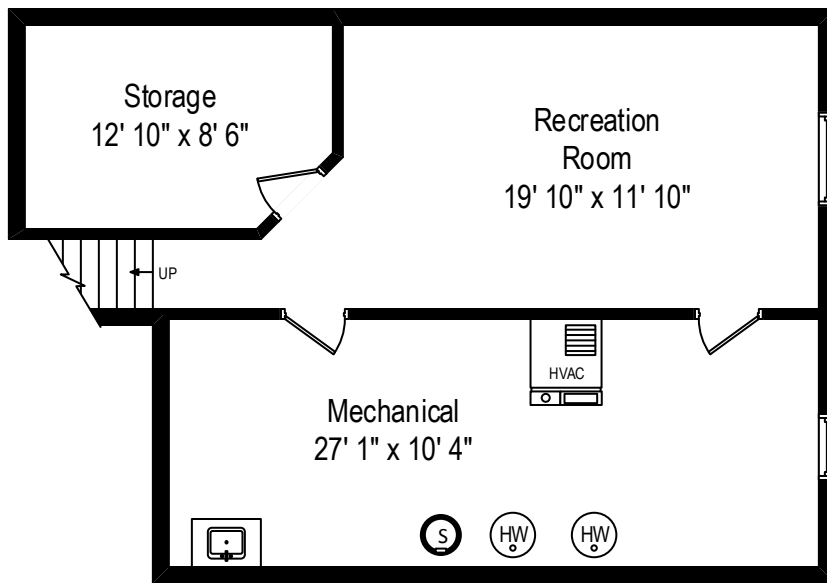 Storage
12' 10" x 8' 6"
Recreation
Room
19' 10" x 11' 10"
UP
HVAC
Mechanical
27' 1" x 10' 4"
S
HW
HW